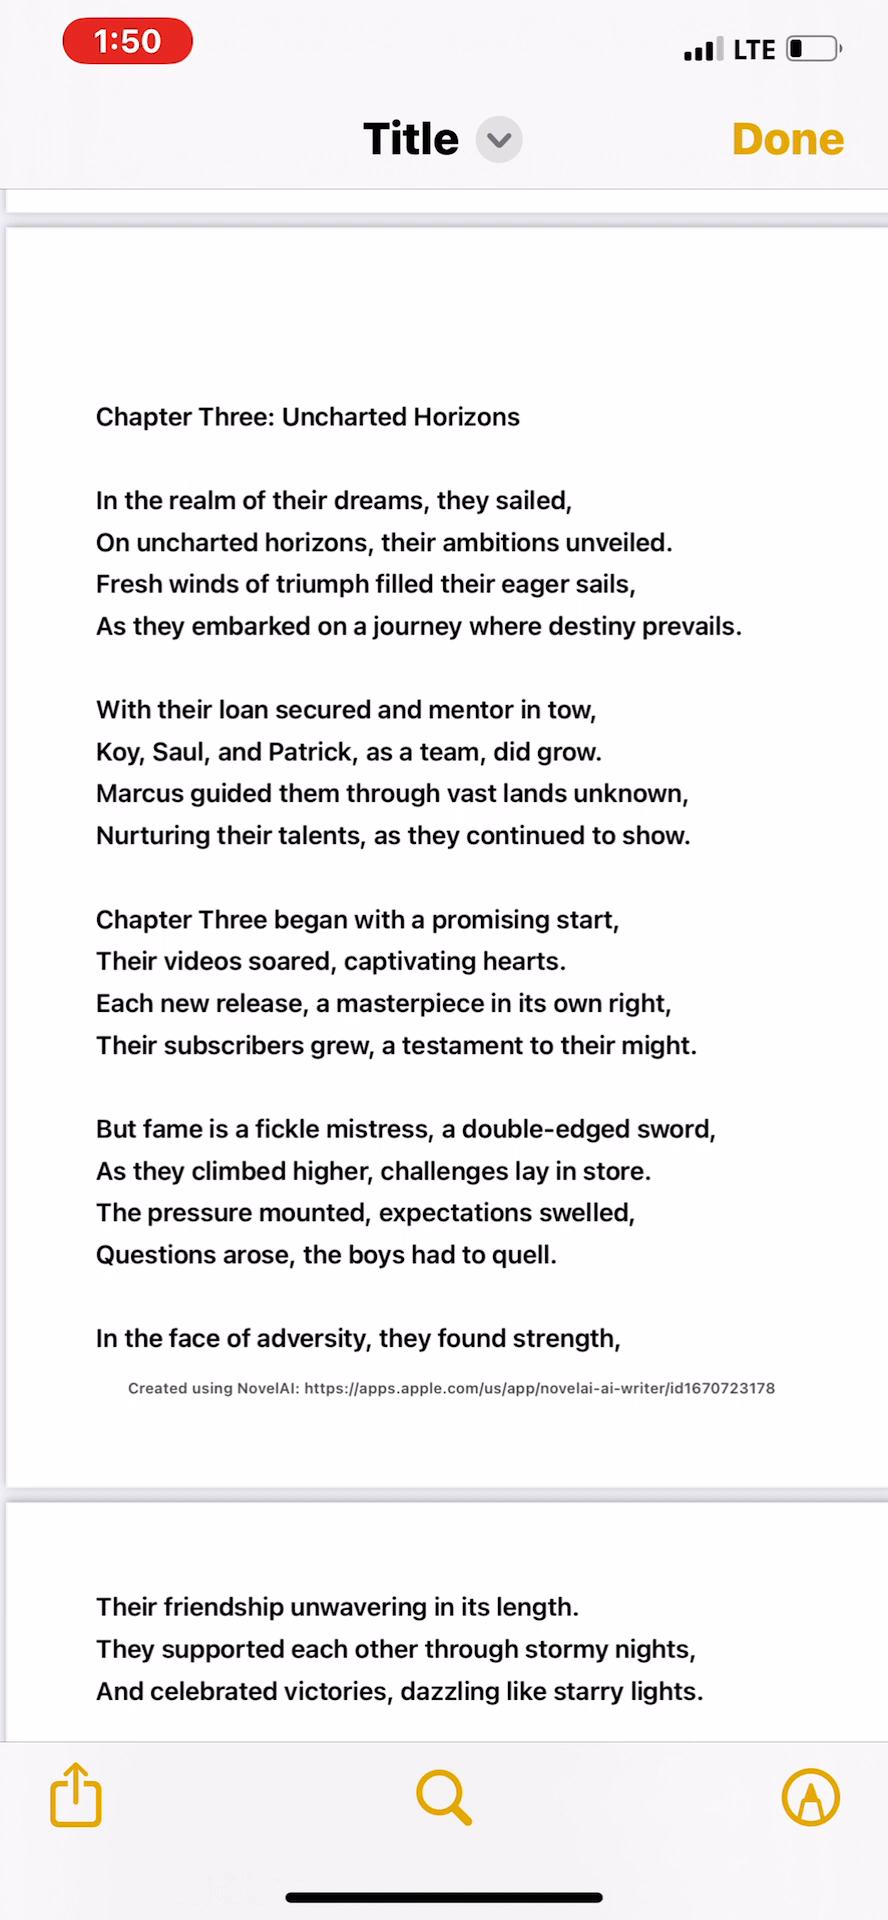 1:50
LTE
Title
Done
Chapter Three: Uncharted Horizons
In the realm of their dreams, they sailed,
On uncharted horizons, their ambitions unveiled.
Fresh winds of triumph filled their eager sails,
As they embarked on a journey where destiny prevails.
With their loan secured and mentor in tow,
Koy, Saul, and Patrick, as a team, did grow.
Marcus guided them through vast lands unknown,
Nurturing their talents, as they continued to show.
Chapter Three began with a promising start,
Their videos soared, captivating hearts.
Each new release, a masterpiece in its own right,
Their subscribers grew, a testament to their might.
But fame is a fickle mistress, a double-edged sword,
As they climbed higher, challenges lay in store.
The pressure mounted, expectations swelled,
Questions arose, the boys had to quell.
In the face of adversity, they found strength,
Created using NovelAI: https://apps.apple.com/us/app/novelai-ai-writer/id1670723178
Their friendship unwavering in its length.
They supported each other through stormy nights,
And celebrated victories, dazzling like starry lights.